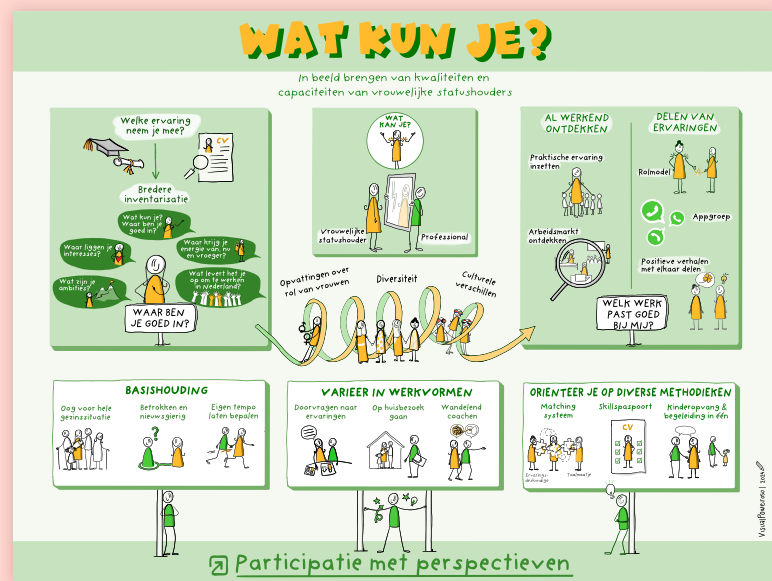 WAT KUN JE?
In beeld brengen van kwaliteiten en
capaciteiten van vrouwelijke statushouders
Welke ervaring
neem je mee?
CV
Bredere
inventarisatie
Wat kun je?
Waar ben je
goed in?
Waar liggen je
interesses?
Waar krijg je
energie van, nu
en vroeger?
Wat zijn je
ambities?
Wat levert het je
op om te werken
in Nederland?
WAAR BEN
JE GOED IN?
WAT
KAN JE?
Vrouwelijke
statushouder
Professional
AL WERKEND
ONTDEKKEN
Praktische ervaring
inzetten
Arbeidsmarkt
ontdekken
DELEN VAN
ERVARINGEN
Rolmodel
Appgroep
Positieve verhalen
met elkaar delen
WELK WERK
PAST GOED
BIJ MIJ?
Opvattingen over
rol van vrouwen
Diversiteit
Culturele
verschillen
BASISHOUDING
Oog voor hele
gezinssituatie
Betrokken en
nieuwsgierig
?
Eigen tempo
laten bepalen
VARIEER IN WERKVORMEN
Doorvragen naar
ervaringen
Op huisbezoek
gaan
Wandelend
coachen
ORIENTEER JE OP DIVERSE METHODIEKEN
Matching
systeem
Ervarings-
deskundige
Taalmaatje
Skillspaspoort
CV
Kinderopvang &
begeleiding in één
Participatie met perspectieven